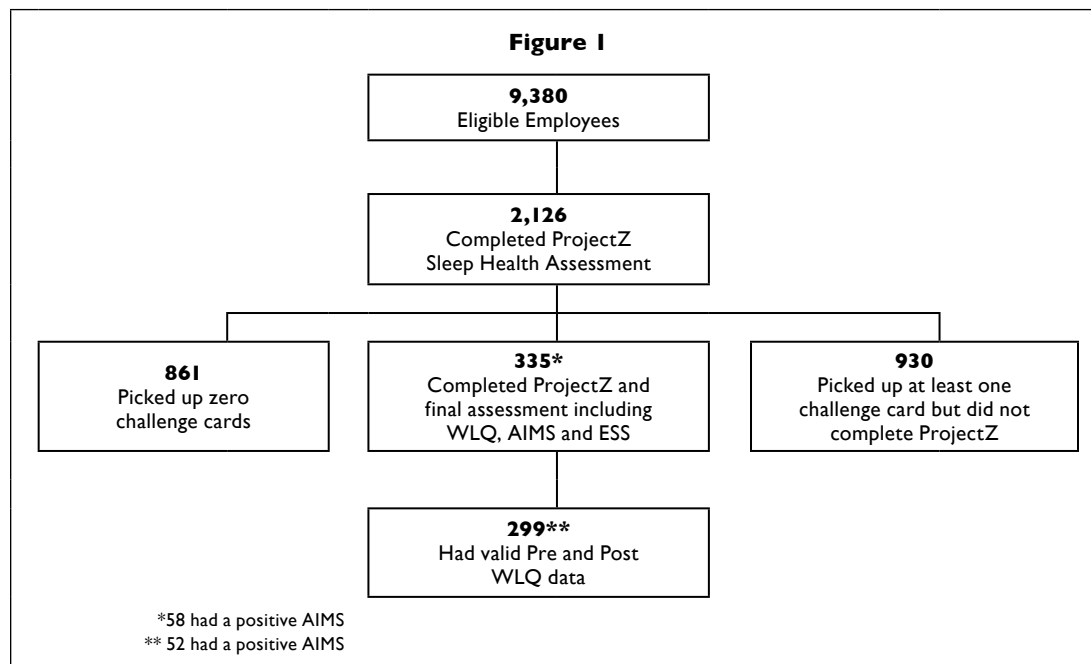 Figure 1
9,380
Eligible Employees
2,126
Completed ProjectZ
Sleep Health Assessment
861
Picked up zero
challenge cards
335*
Completed ProjectZ and
final assessment including
WLQ, AIMS and ESS
930
Picked up at least one
challenge card but did not
complete ProjectZ
299**
Had valid Pre and Post
WLQ data
*58 had a positive AIMS
** 52 had a positive AIMS